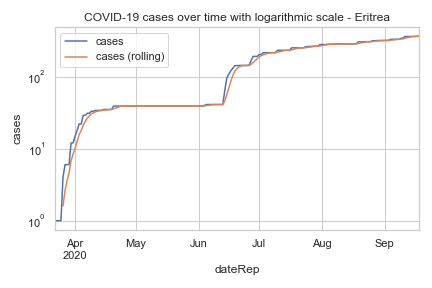 COVID-19 cases over time with logarithmic scale - Eritrea
cases
cases (rolling)
10²
10¹
10⁰
cases
Apr
2020
May
Jun
Jul
Aug
Sep
dateRep